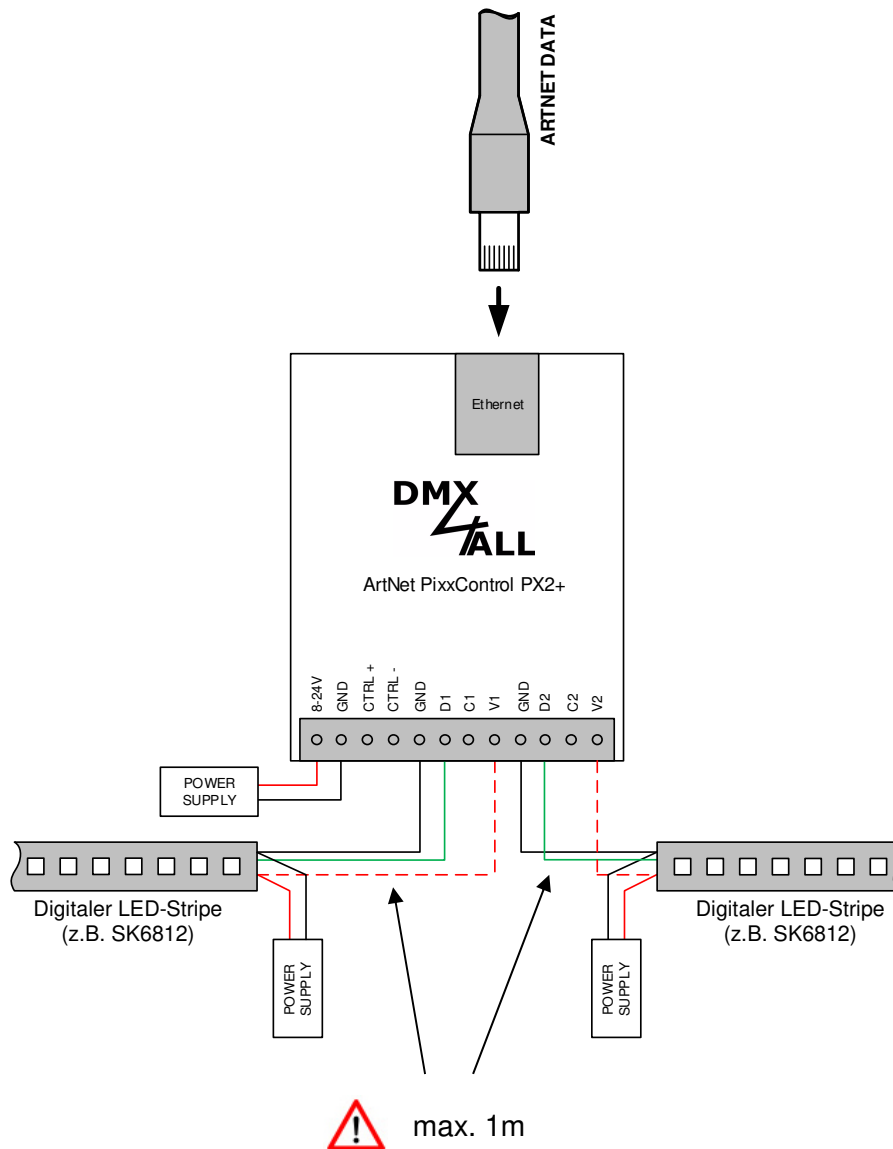 ARTNET DATA
Ethernet
DMX
4
ALL
ArtNet PixxControl PX2+
8-24V
GND
CTRL +
CTRL -
GND
D1
C1
V1
GND
D2
C2
V2
POWER
SUPPLY
Digitaler LED-Stripe
(z.B. SK6812)
Digitaler LED-Stripe
(z.B. SK6812)
POWER
SUPPLY
POWER
SUPPLY
! max. 1m